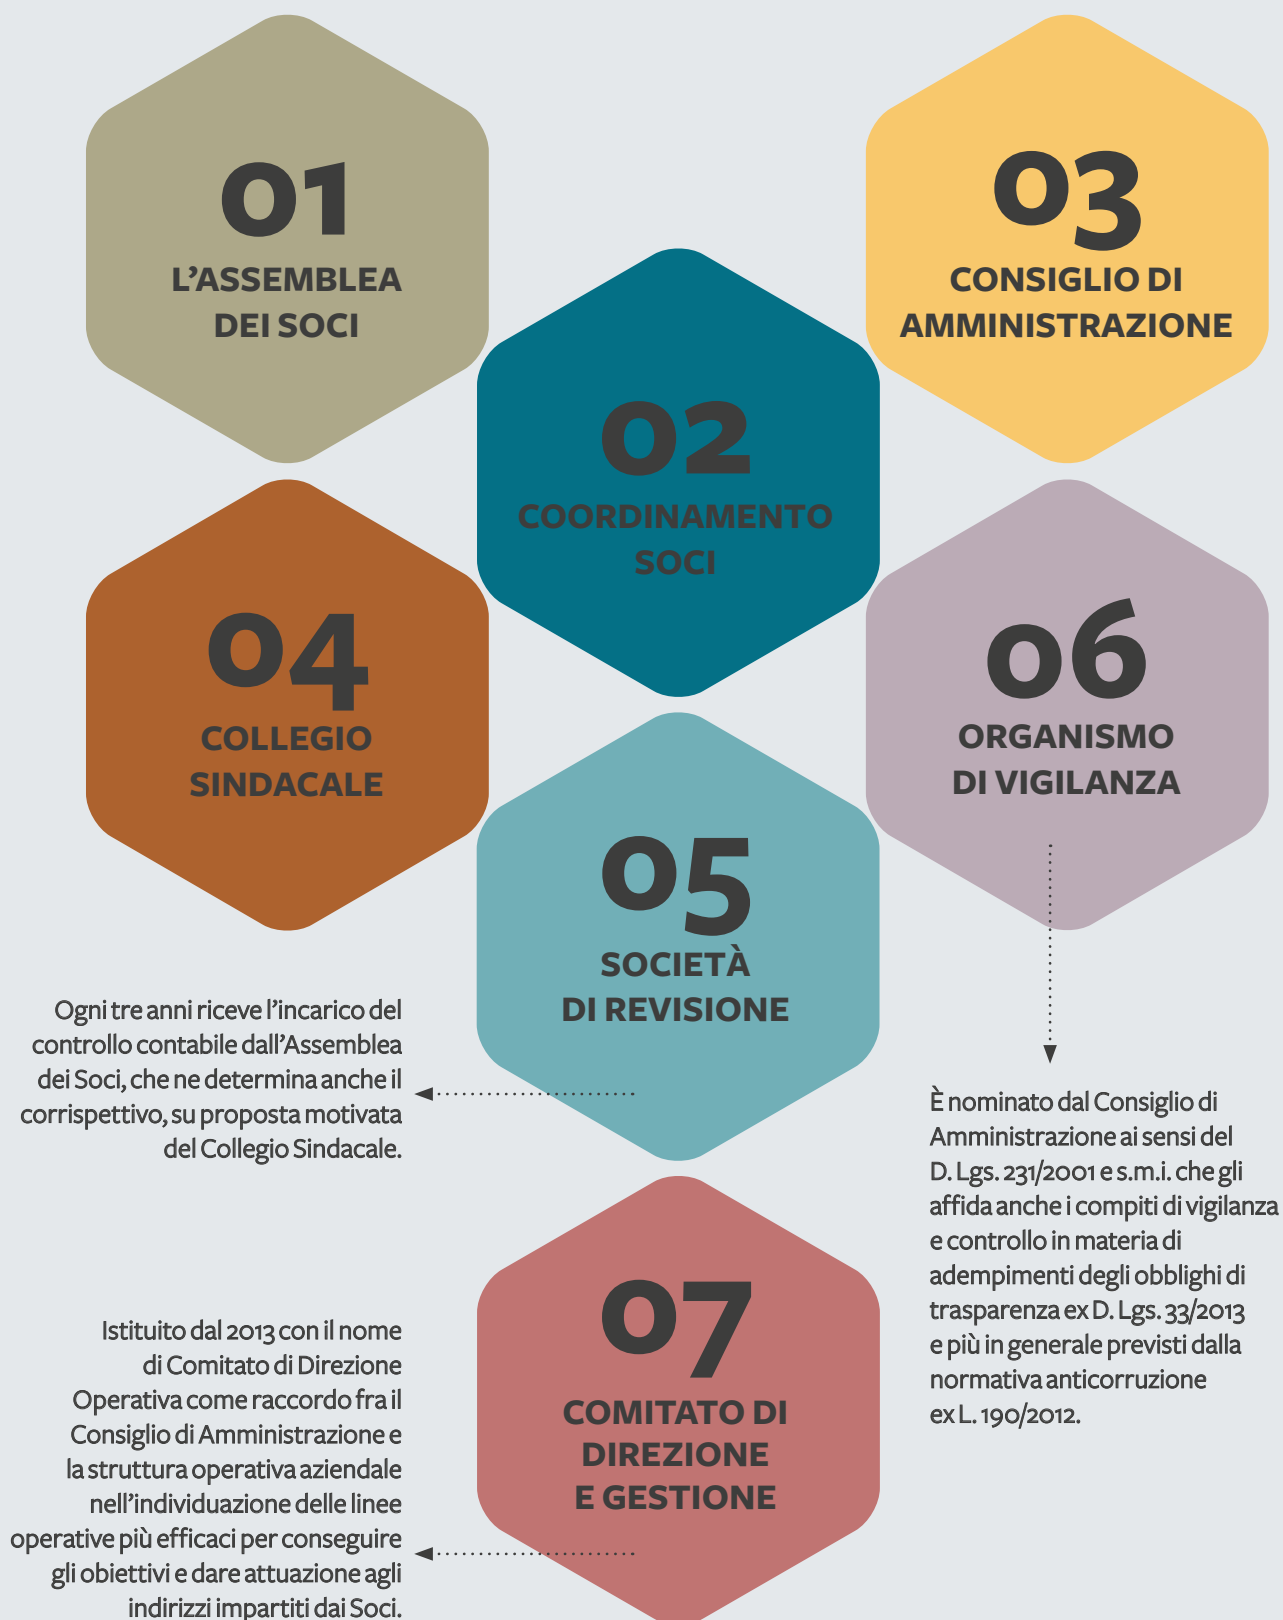 01
L’ASSEMBLEA
DEI SOCI
02
COORDINAMENTO
SOCI
03
CONSIGLIO DI
AMMINISTRAZIONE
04
COLLEGIO
SINDACALE
05
SOCIETÀ
DI REVISIONE
Ogni tre anni riceve l’incarico del
controllo contabile dall’Assemblea
dei Soci, che ne determina anche il
corrispettivo, su proposta motivata
del Collegio Sindacale.
06
ORGANISMO
DI VIGILANZA
È nominato dal Consiglio di
Amministrazione ai sensi del
D. Lgs. 231/2001 e s.m.i. che gli
affida anche i compiti di vigilanza
e controllo in materia di
adempimenti degli obblighi di
trasparenza ex D. Lgs. 33/2013
e più in generale previsti dalla
normativa anticorruzione
ex L. 190/2012.
07
COMITATO DI
DIREZIONE
E GESTIONE
Istituito dal 2013 con il nome
di Comitato di Direzione
Operativa come raccordo fra il
Consiglio di Amministrazione e
la struttura operativa aziendale
nell’individuazione delle linee
operative più efficaci per conseguire
gli obiettivi e dare attuazione agli
indirizzi impartiti dai Soci.